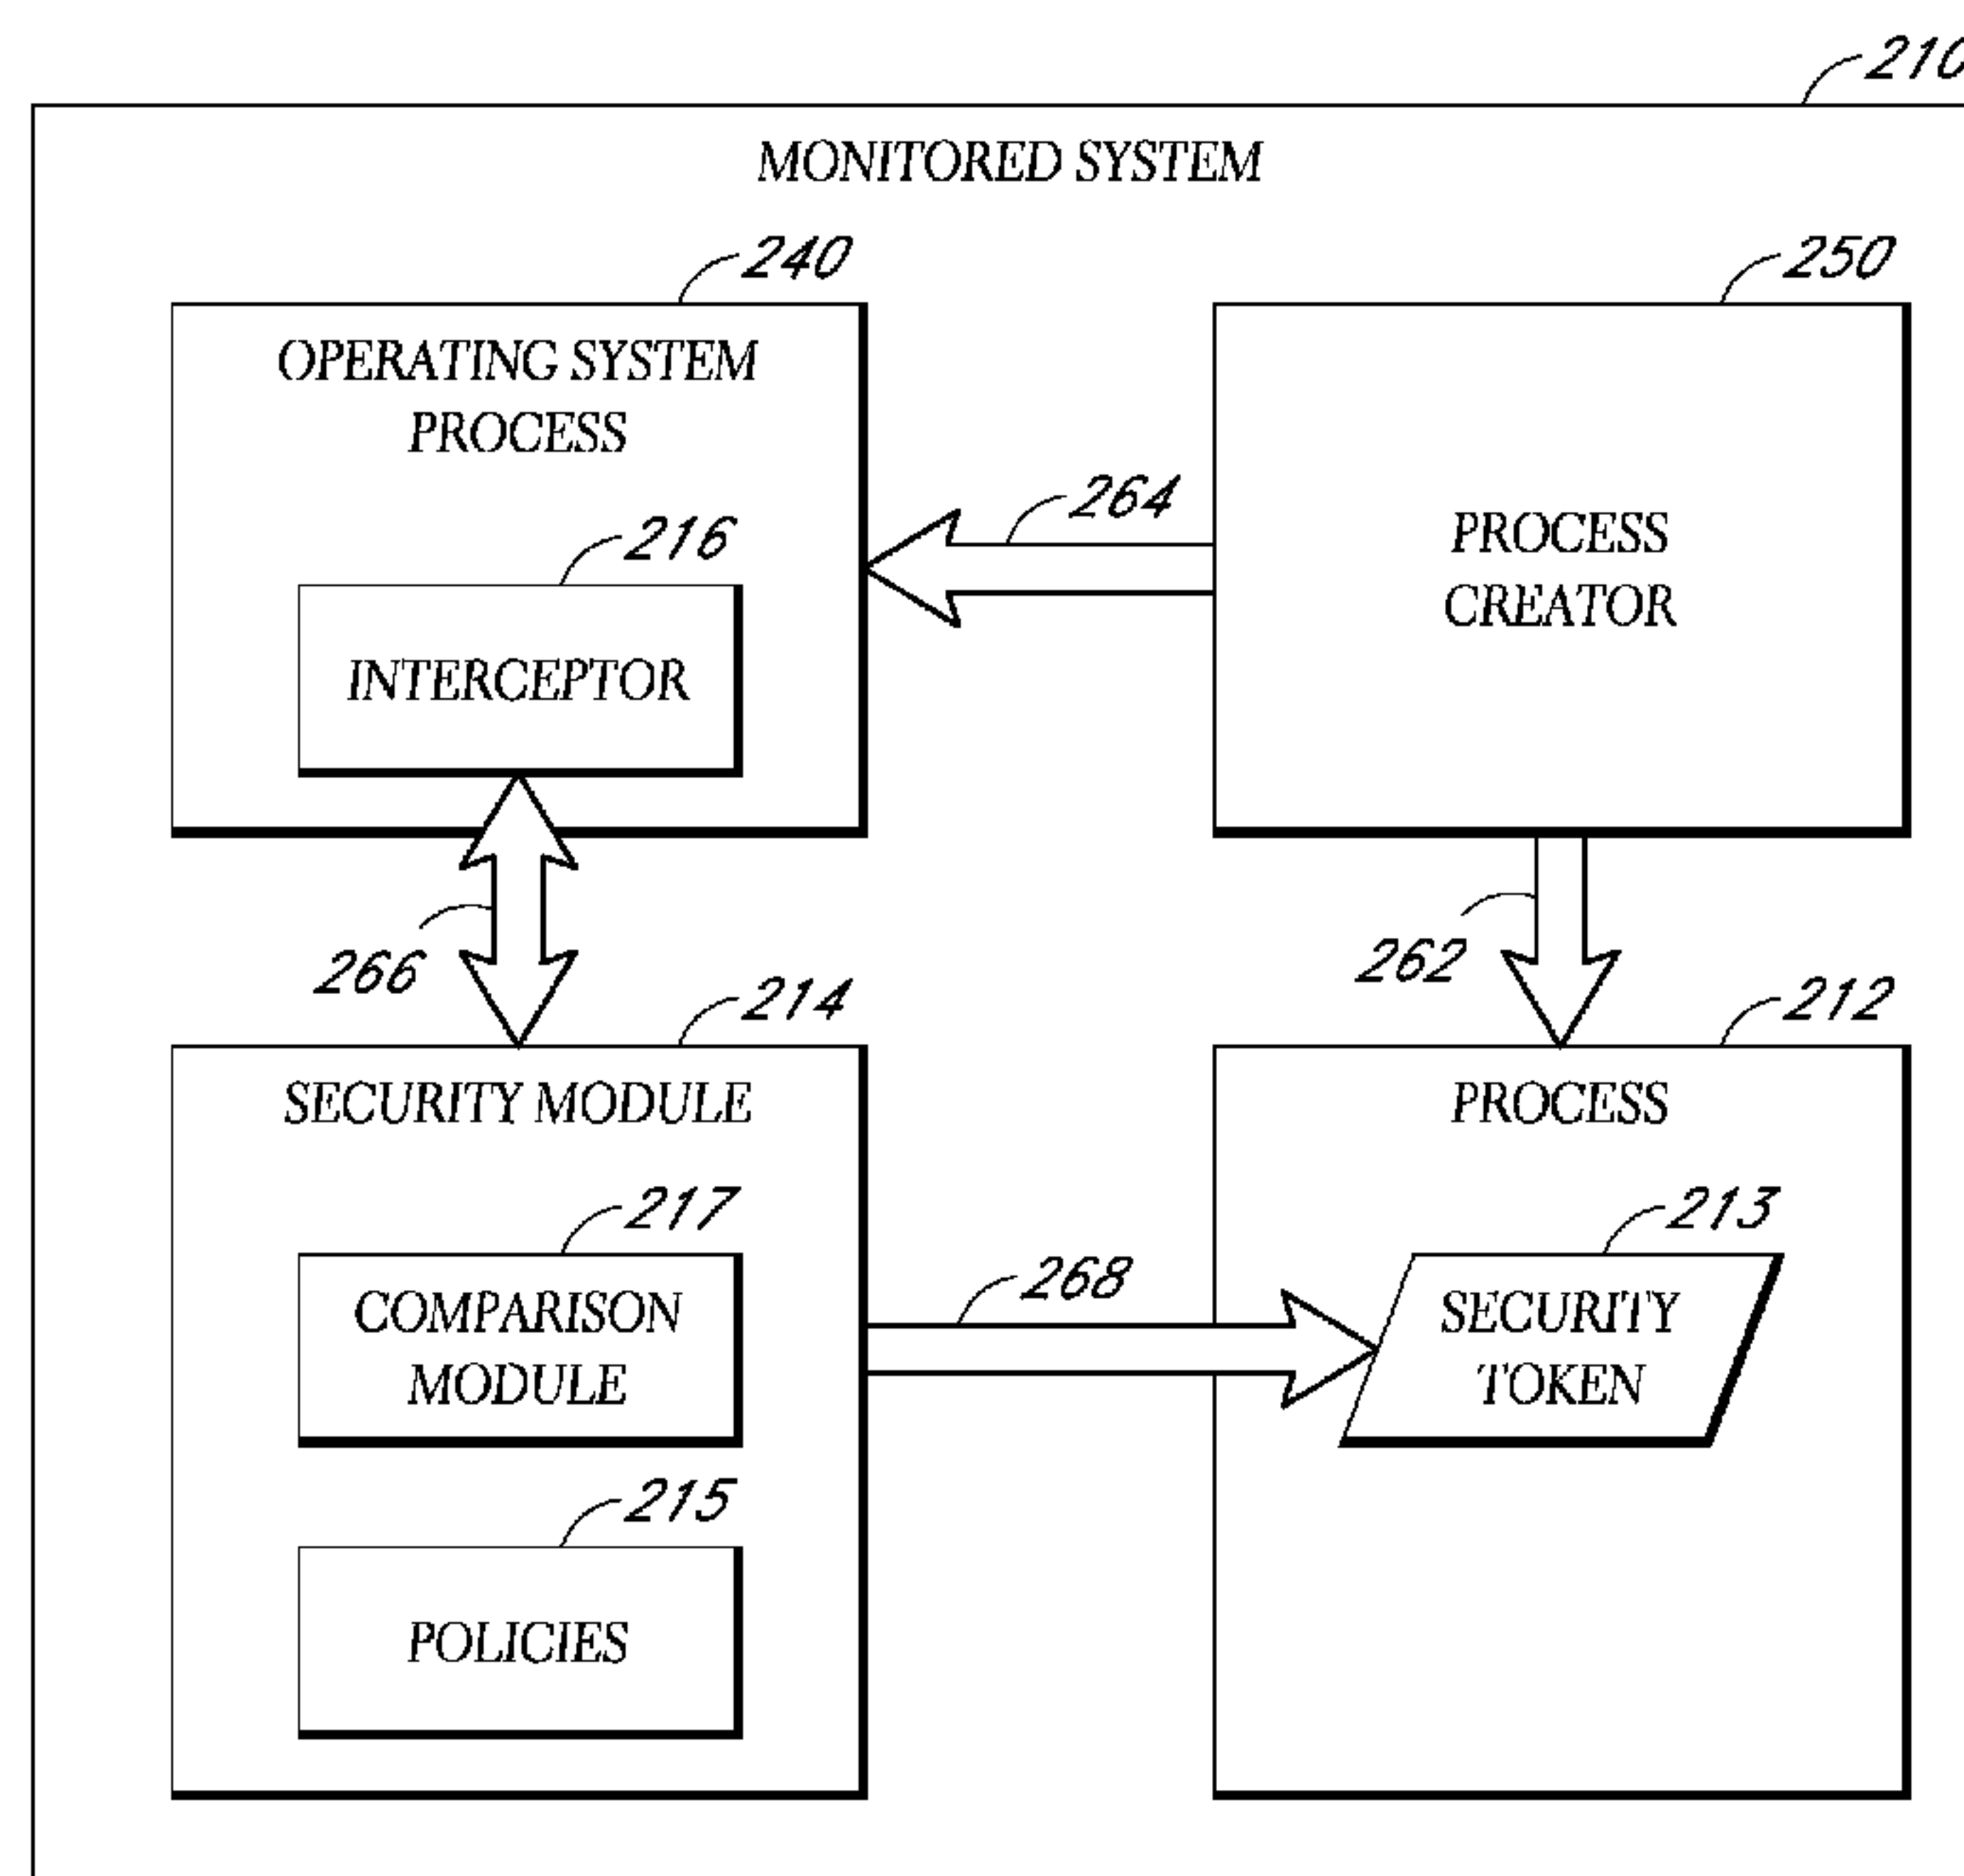 210
MONITORED SYSTEM
240
250
OPERATING SYSTEM
PROCESS
264
216
PROCESS
CREATOR
INTERCEPTOR
266
262
214
212
SECURITY MODULE
PROCESS
217
213
268
COMPARISON
MODULE
SECURITY
TOKEN
215
POLICIES